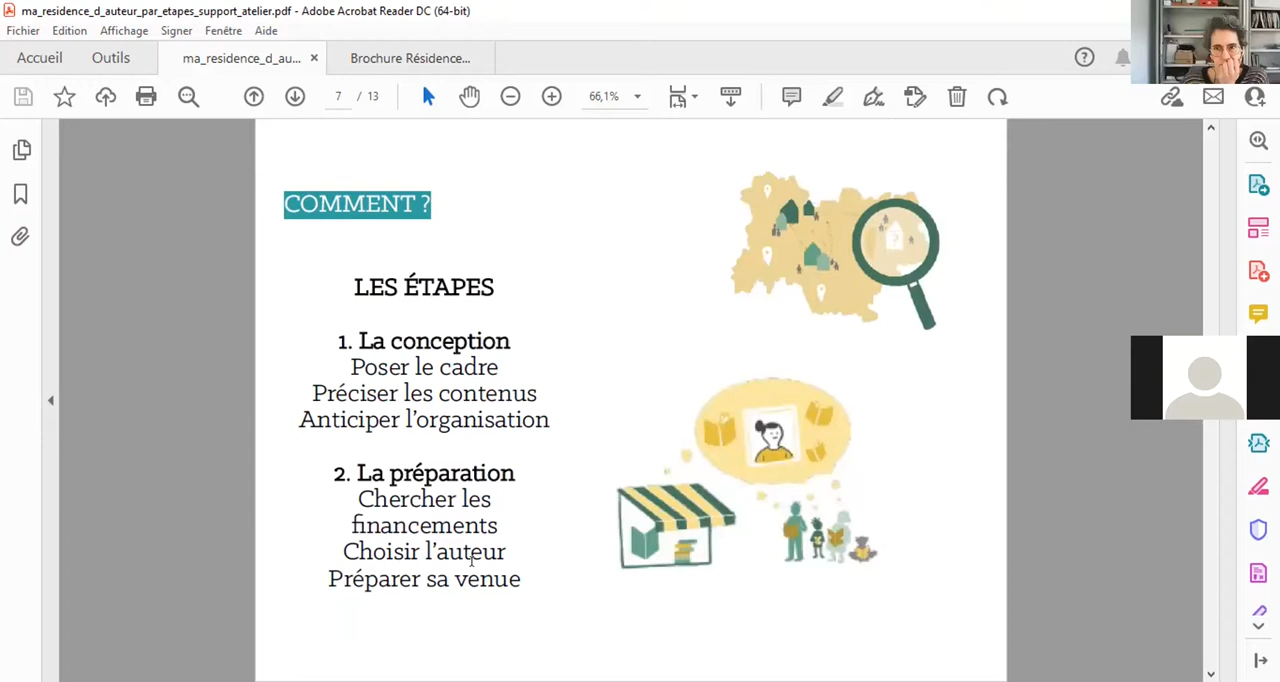 ma_residence_d_auteur_par_etapes_support_atelier.pdf - Adobe Acrobat Reader DC (64-bit)
Fichier Edition Affichage Signer Fenêtre Aide
Accueil Outils ma_residence_d_au... × Brochure Résidence...
7 / 13 66,1%
COMMENT ?
LES ÉTAPES
1. La conception
Poser le cadre
Préciser les contenus
Anticiper l'organisation
2. La préparation
Chercher les
financements
Choisir l'auteur
Préparer sa venue